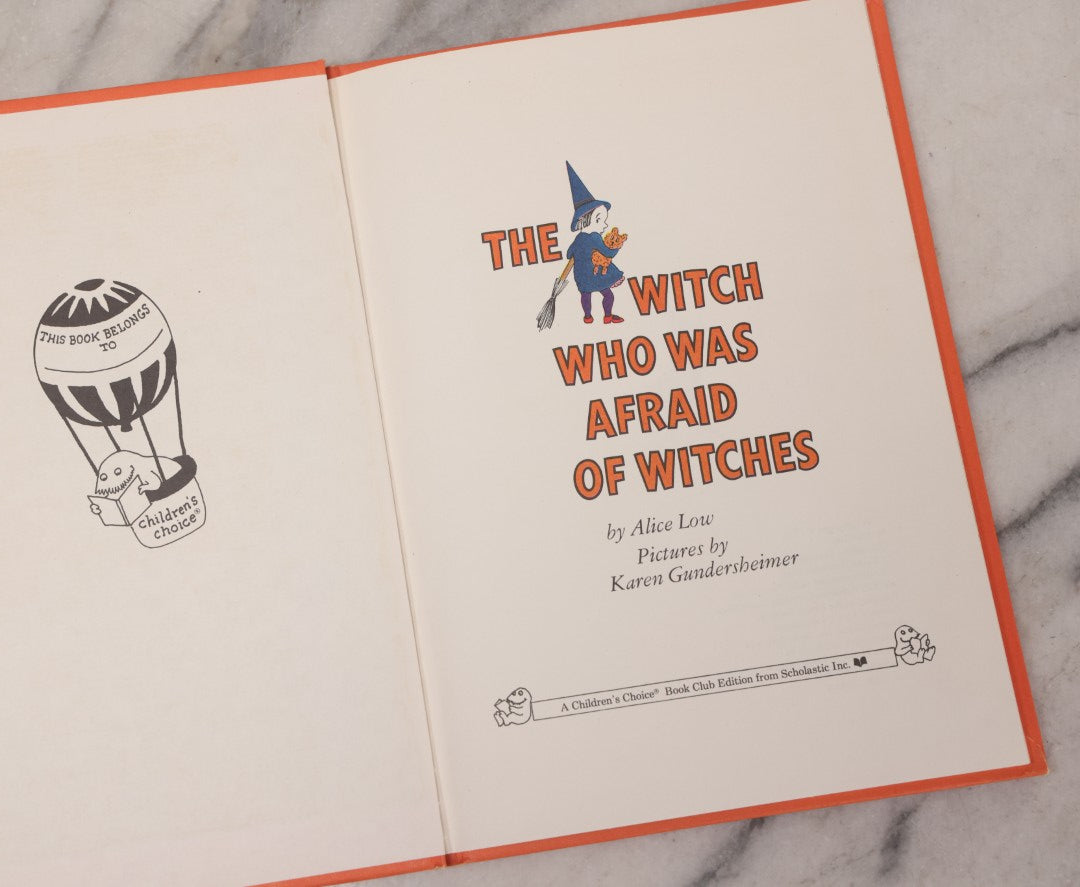 THIS BOOK BELONGS
TO
children's
choice®
THE
WITCH
WHO WAS
AFRAID
OF WITCHES
by Alice Low
Pictures by
Karen Gundersheimer
A Children's Choice® Book Club Edition from Scholastic Inc.